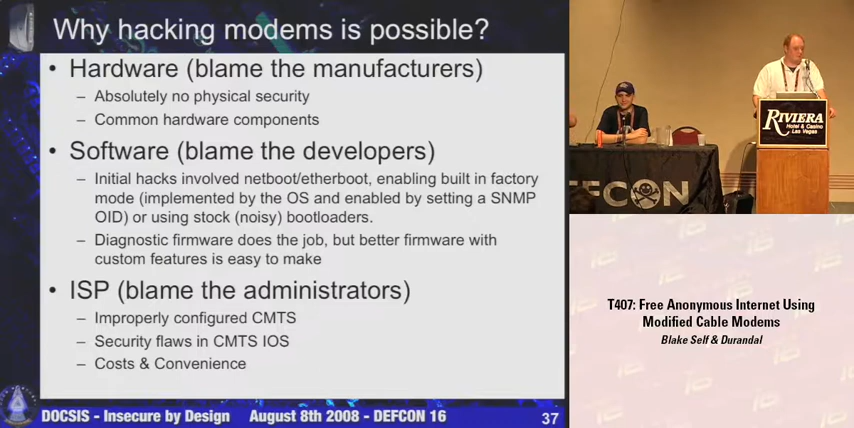 Why hacking modems is possible?
• Hardware (blame the manufacturers)
– Absolutely no physical security
– Common hardware components
• Software (blame the developers)
– Initial hacks involved netboot/etherboot, enabling built in factory
mode (implemented by the OS and enabled by setting a SNMP
OID) or using stock (noisy) bootloaders.
– Diagnostic firmware does the job, but better firmware with
custom features is easy to make
• ISP (blame the administrators)
– Improperly configured CMTS
– Security flaws in CMTS IOS
– Costs & Convenience
DOCSIS - Insecure by Design August 8th 2008 - DEFCON 16 37
RIVIERA
Hotel & Casino
Las Vegas
DEFCON
T407: Free Anonymous Internet Using
Modified Cable Modems
Blake Self & Durandal